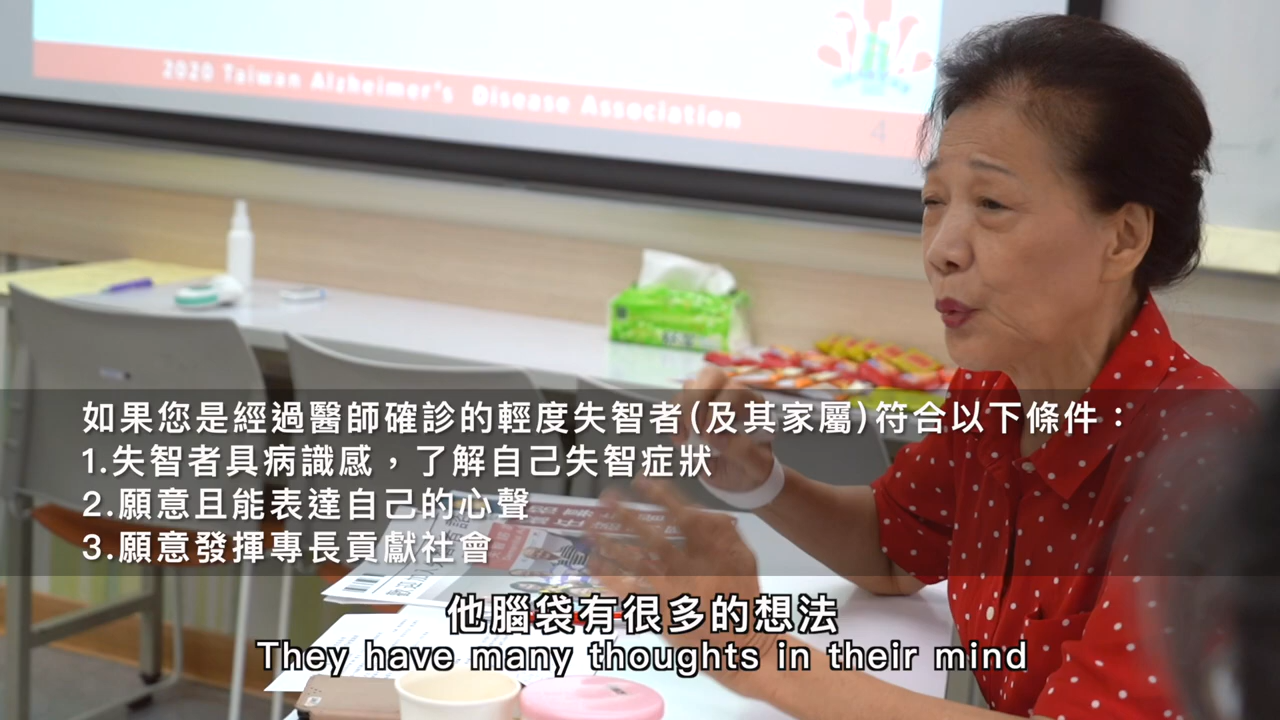 2020 Taiwan Alzheimer's Disease Association
4
如果您是經過醫師確診的輕度失智者(及其家屬)符合以下條件：
1.失智者具病識感，了解自己失智症狀
2.願意且能表達自己的心聲
3.願意發揮專長貢獻社會
他腦袋有很多的想法
They have many thoughts in their mind